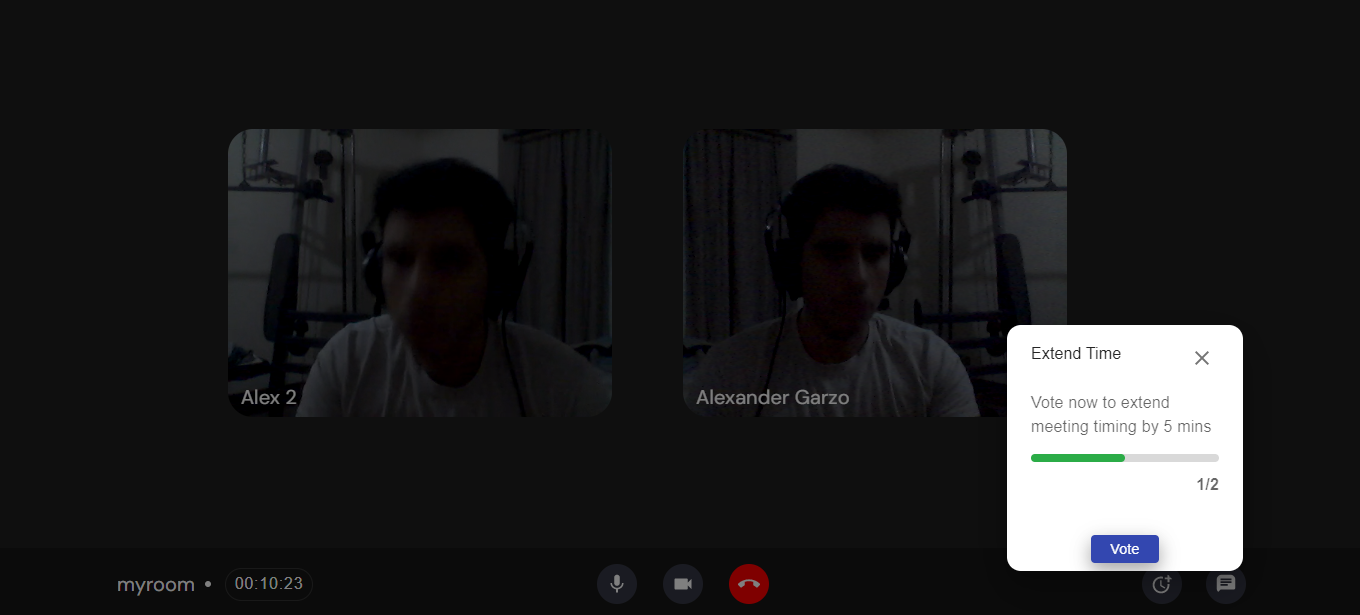 Alex 2
Alexander Garzo
Extend Time
Vote now to extend
meeting timing by 5 mins
1/2
Vote
myroom • 00:10:23